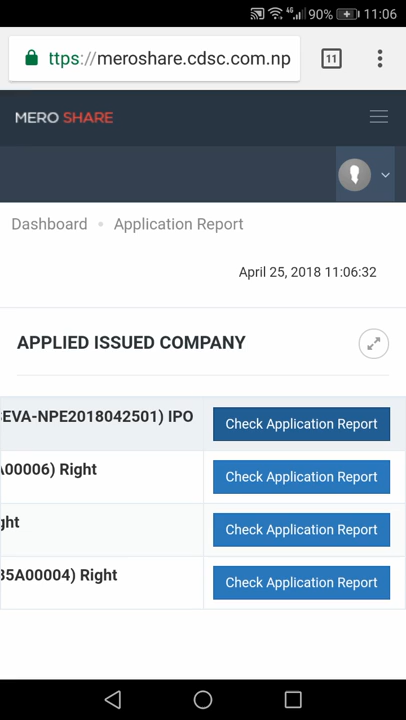 4G 90% 11:06
ttps://meroshare.cdsc.com.np 11
MERO SHARE
Dashboard • Application Report
April 25, 2018 11:06:32
APPLIED ISSUED COMPANY
EVA-NPE2018042501) IPO Check Application Report
A00006) Right Check Application Report
ght Check Application Report
35A00004) Right Check Application Report